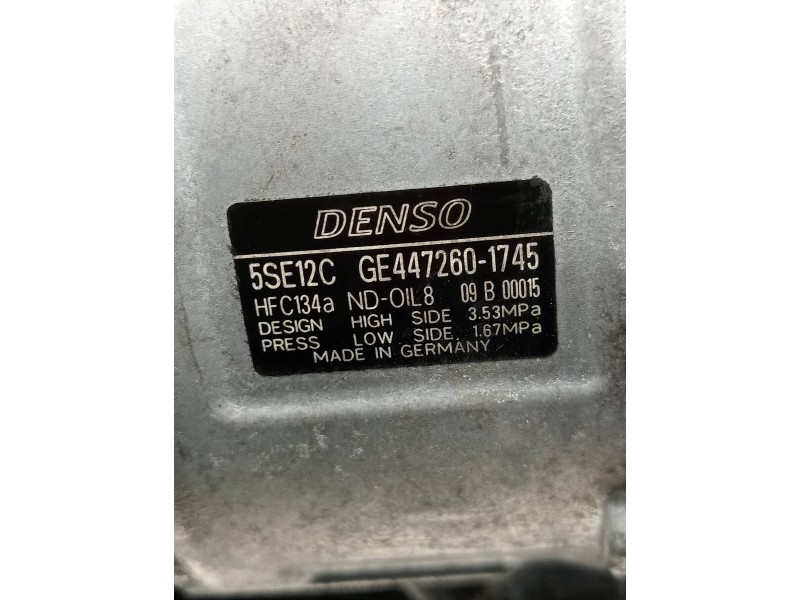 DENSO
5SE12C GE447260-1745
HFC134a ND-OIL8 09 B 00015
DESIGN HIGH SIDE 3.53MPa
PRESS LOW SIDE 1.67MPa
MADE IN GERMANY